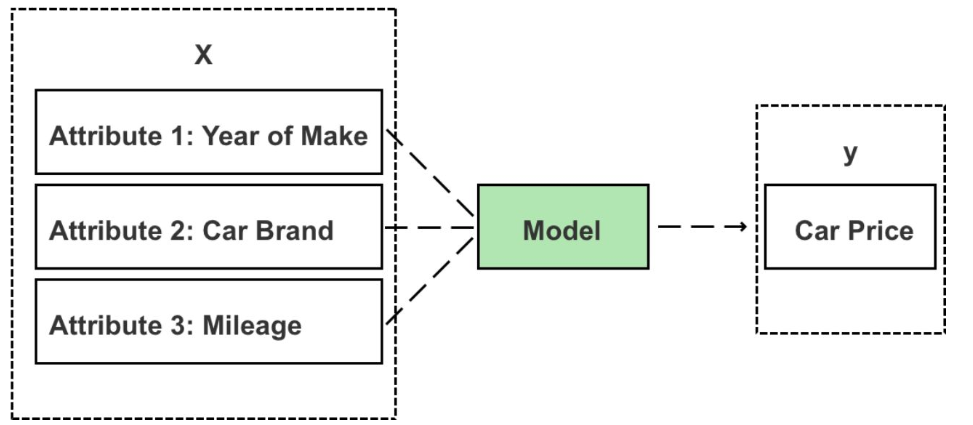 X
Attribute 1: Year of Make
Attribute 2: Car Brand
Attribute 3: Mileage
Model
y
Car Price